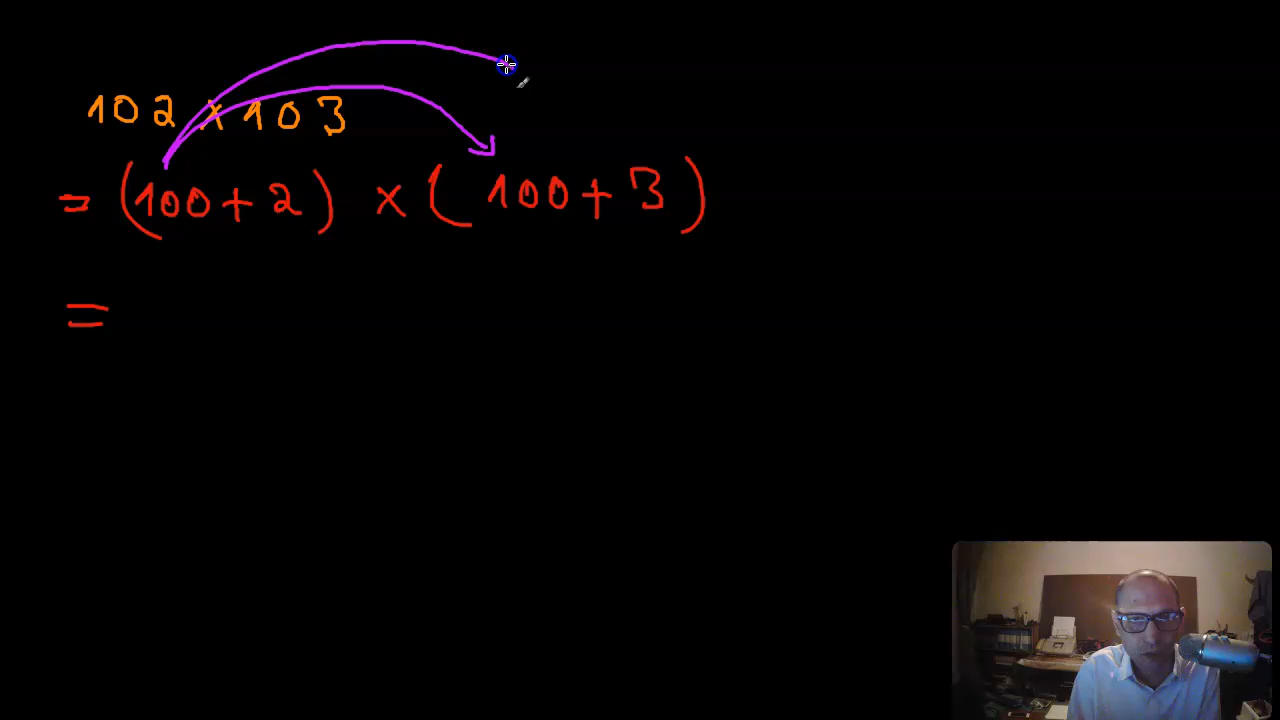 102 × 103
= (100 + 2) × (100 + 3)
=